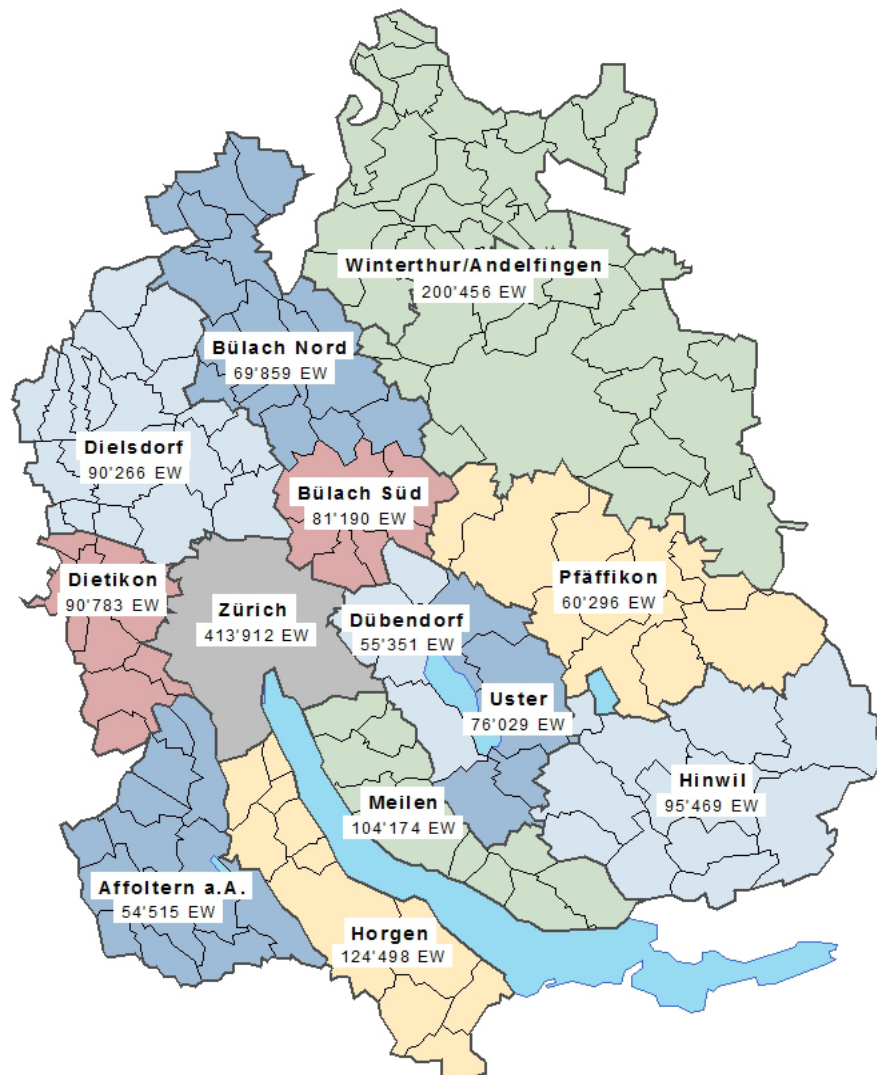 Winterthur/Andelfingen
200'456 EW
Bülach Nord
69'859 EW
Dielsdorf
90'266 EW
Bülach Süd
81'190 EW
Dietikon
90'783 EW
Zürich
413'912 EW
Dübendorf
55'351 EW
Pfäffikon
60'296 EW
Uster
76'029 EW
Hinwil
95'469 EW
Meilen
104'174 EW
Affoltern a.A.
54'515 EW
Horgen
124'498 EW